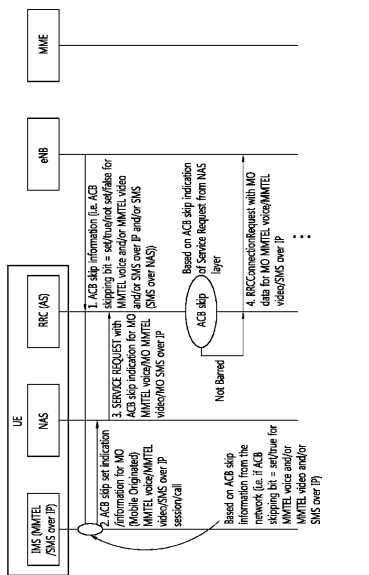 UE
IMS (MMTEL
/SMS over IP)
NAS
RRC (AS)
eNB
MME
1. ACB skip information (i.e. ACB
skipping bit = set/true/not set/false for
MMTEL voice and/or MMTEL video
and/or SMS over IP and/or SMS
(SMS over NAS))
2. ACB skip set indication
/information for MO
(Mobile Originated)
MMTEL voice/MMTEL
video/SMS over IP
session/call
3. SERVICE REQUEST with
ACB skip indication for MO
MMTEL voice/MO MMTEL
video/MO SMS over IP
Based on ACB skip
information from the
network (i.e. if ACB
skipping bit = set/true for
MMTEL voice and/or
MMTEL video and/or
SMS over IP)
Based on ACB skip indication
of Service Request from NAS
layer
ACB skip
Not Barred
4. RRCConnectionRequest with MO
data for MO MMTEL voice/MMTEL
video/SMS over IP